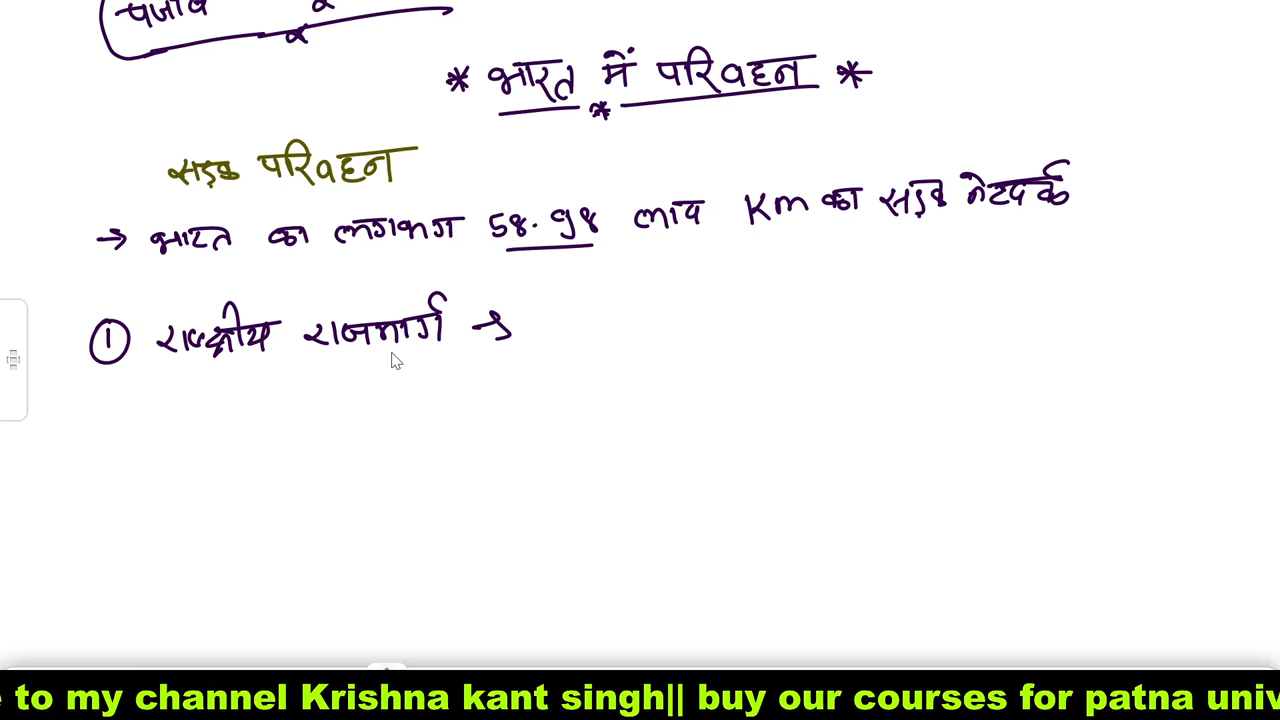 पंजाब
* भारत में परिवहन *
*
सड़क परिवहन
→ भारत का लगभग 58.98 लाख Km का सड़क नेटवर्क
① राष्ट्रीय राजमार्ग →
e to my channel Krishna kant singh|| buy our courses for patna univ